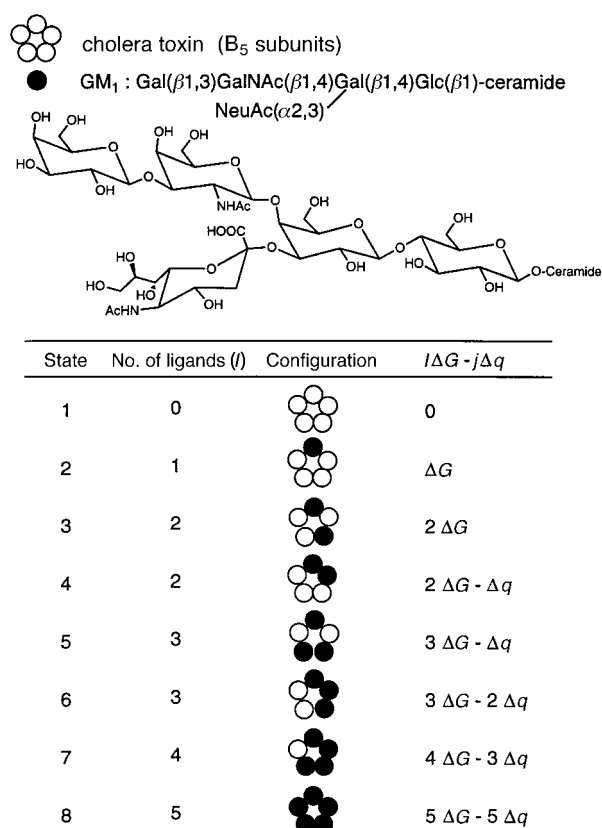 cholera toxin (B5 subunits)
GM1 : Gal(β1,3)GalNAc(β1,4)Gal(β1,4)Glc(β1)-ceramide
NeuAc(α2,3)
OH OH
OH OH
HO O O OH
HO O O OH
OH NHAc O O OH
HOOC O O O
HO OH OH HO O-Ceramide
HO HO O OH
AcHN OH
State No. of ligands (l) Configuration lΔG - jΔq
1 0 0
2 1 ΔG
3 2 2 ΔG
4 2 2 ΔG - Δq
5 3 3 ΔG - Δq
6 3 3 ΔG - 2 Δq
7 4 4 ΔG - 3 Δq
8 5 5 ΔG - 5 Δq